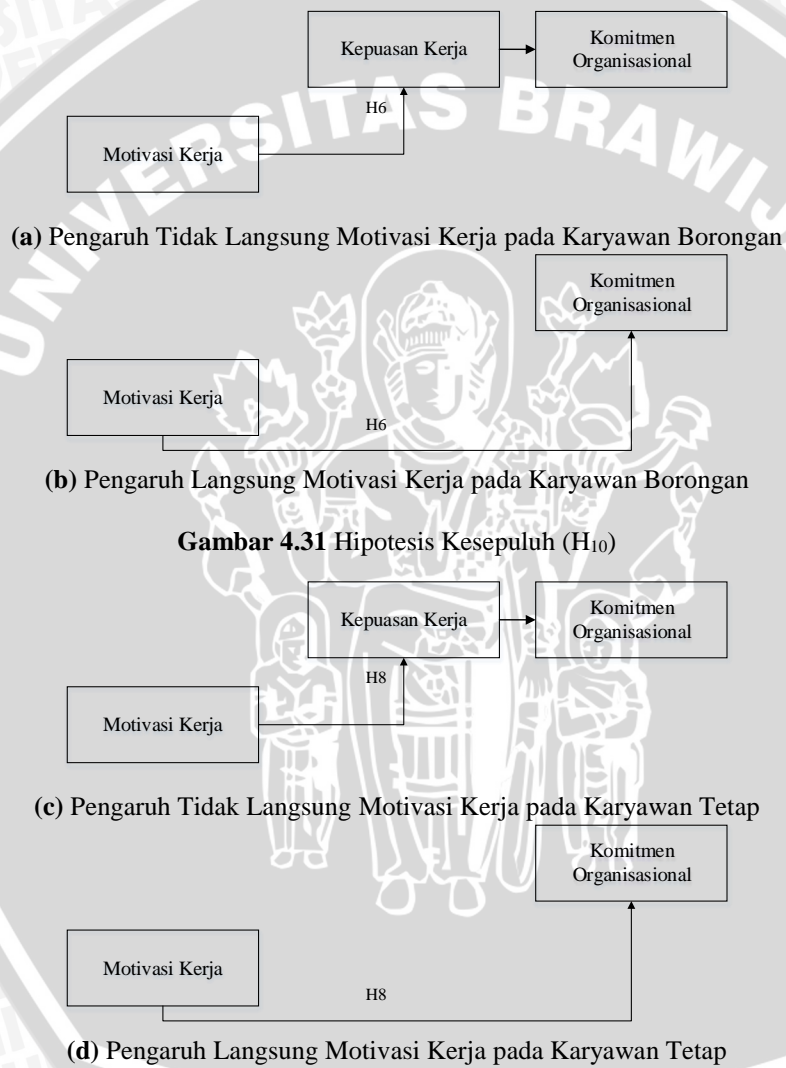 Kepuasan Kerja
Komitmen
Organisasional
H6
Motivasi Kerja
UNIVERSITAS BRAWIJ
(a) Pengaruh Tidak Langsung Motivasi Kerja pada Karyawan Borongan
Komitmen
Organisasional
Motivasi Kerja
H6
(b) Pengaruh Langsung Motivasi Kerja pada Karyawan Borongan
Gambar 4.31 Hipotesis Kesepuluh (H₁₀)
Kepuasan Kerja
Komitmen
Organisasional
H8
Motivasi Kerja
(c) Pengaruh Tidak Langsung Motivasi Kerja pada Karyawan Tetap
Komitmen
Organisasional
Motivasi Kerja
H8
(d) Pengaruh Langsung Motivasi Kerja pada Karyawan Tetap